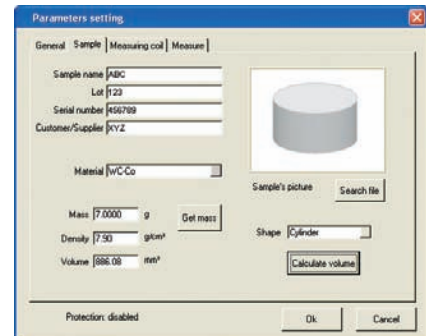 Parameters setting
General Sample Measuring coil Measure
Sample name ABC
Lot 123
Serial number 456789
Customer/Supplier XYZ
Material WC-Co
Sample's picture Search file
Mass 7.0000 g Get mass
Density 7.90 g/cm³
Volume 886.08 mm³
Shape Cylinder
Calculate volume
Protection: disabled Ok Cancel